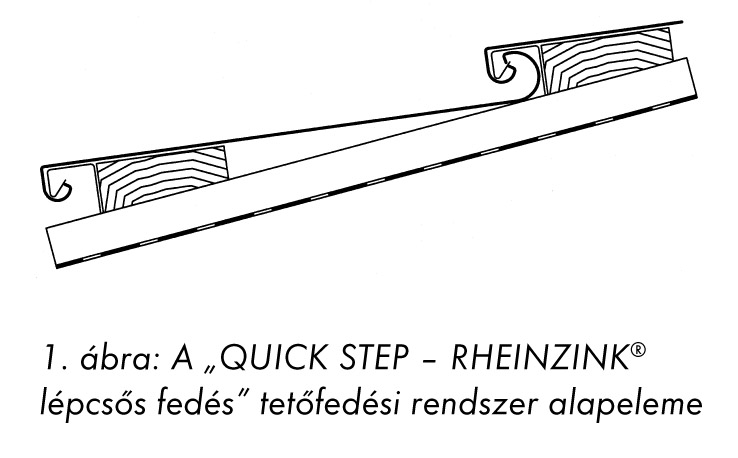 1. ábra: A „QUICK STEP – RHEINZINK®
lépcsős fedés” tetőfedési rendszer alapeleme